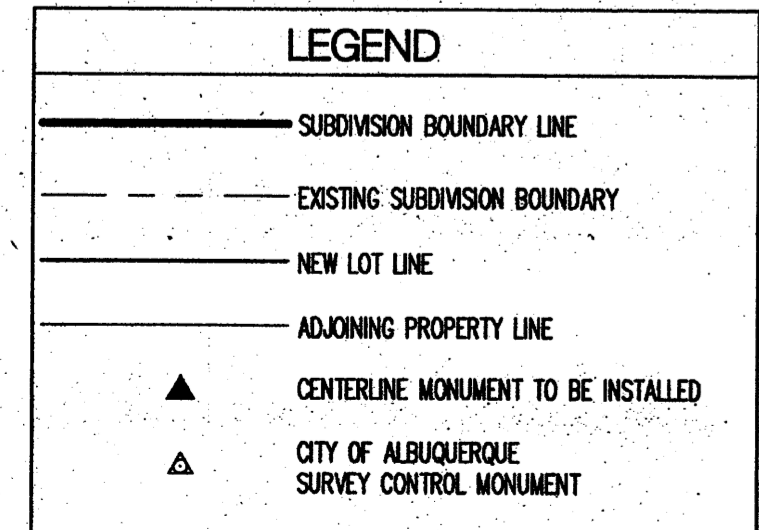 LEGEND
SUBDIVISION BOUNDARY LINE
EXISTING SUBDIVISION BOUNDARY
NEW LOT LINE
ADJOINING PROPERTY LINE
CENTERLINE MONUMENT TO BE INSTALLED
CITY OF ALBUQUERQUE
SURVEY CONTROL MONUMENT